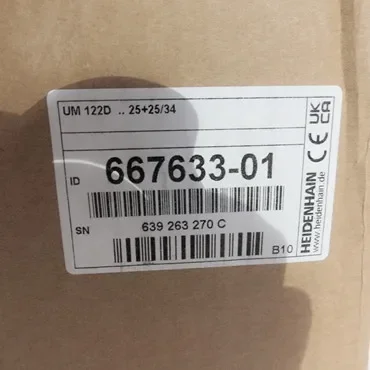 UM 122D .. 25+25/34
ID 667633-01
SN 639 263 270 C
B10
HEIDENHAIN
www.heidenhain.de
CE UK CA